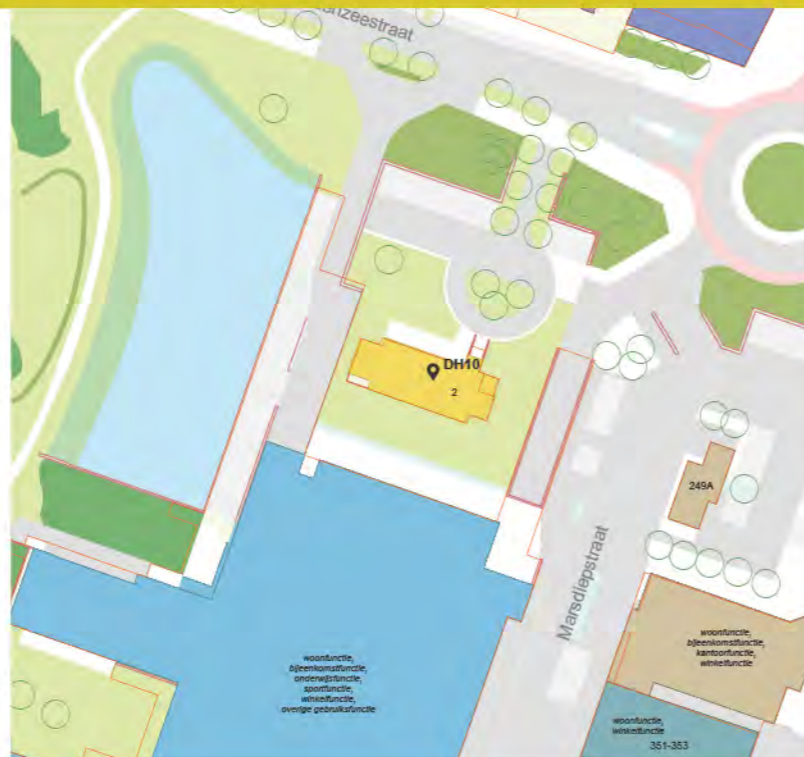 nzeestraat
DH10
2
249A
Marsdiepstraat
woonfunctie,
bijeenkomstfunctie,
onderwijsfunctie,
sportfunctie,
winkelfunctie,
overige gebruiksfunctie
woonfunctie,
bijeenkomstfunctie,
kantoorfunctie,
winkelfunctie
woonfunctie,
winkelfunctie
351-353